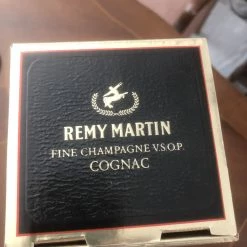 REMY MARTIN
FINE CHAMPAGNE V.S.O.P.
COGNAC